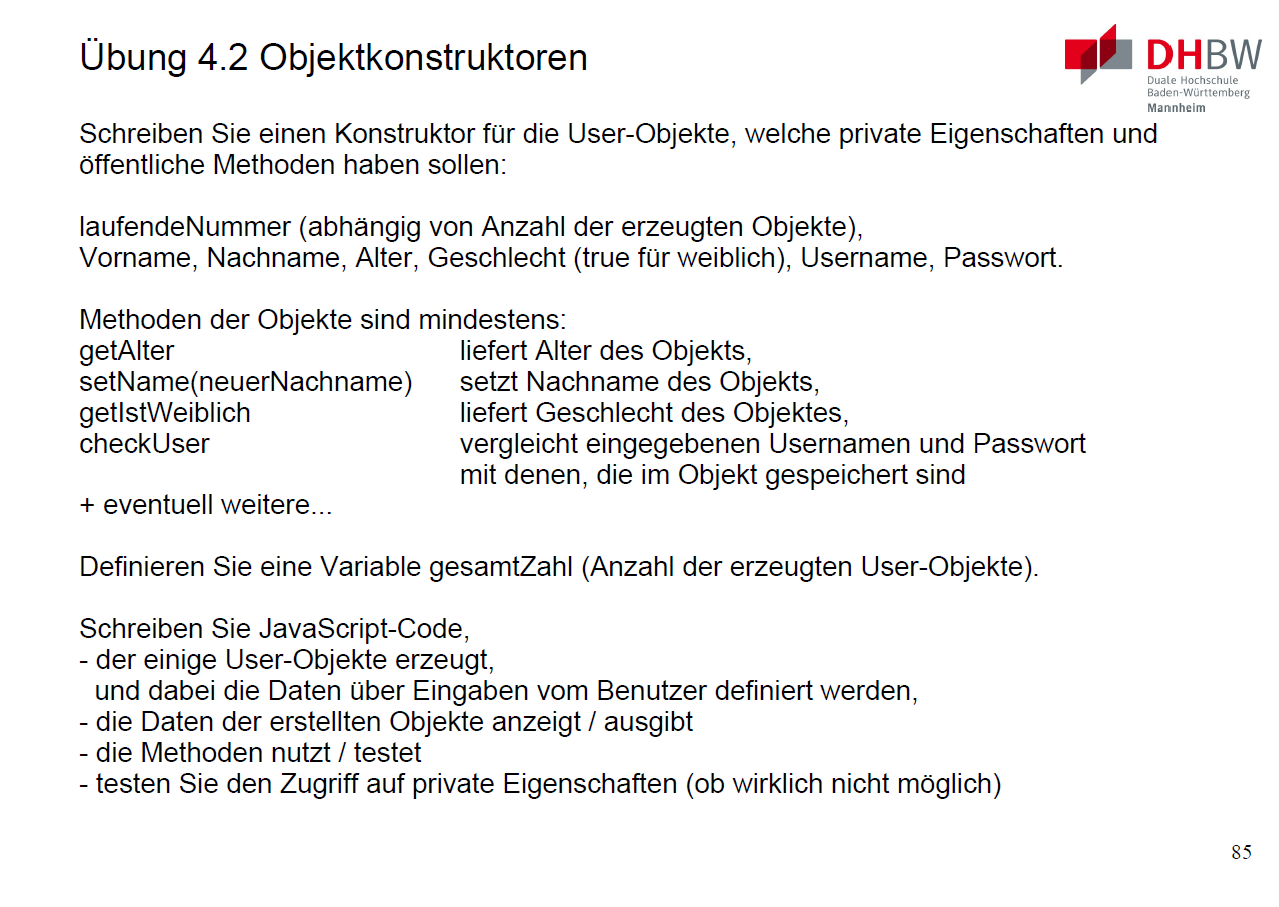 Übung 4.2 Objektkonstruktoren
DHBW
Duale Hochschule
Baden-Württemberg
Mannheim
Schreiben Sie einen Konstruktor für die User-Objekte, welche private Eigenschaften und
öffentliche Methoden haben sollen:
laufendeNummer (abhängig von Anzahl der erzeugten Objekte),
Vorname, Nachname, Alter, Geschlecht (true für weiblich), Username, Passwort.
Methoden der Objekte sind mindestens:
getAlter liefert Alter des Objekts,
setName(neuerNachname) setzt Nachname des Objekts,
getIstWeiblich liefert Geschlecht des Objektes,
checkUser vergleicht eingegebenen Usernamen und Passwort
mit denen, die im Objekt gespeichert sind
+ eventuell weitere...
Definieren Sie eine Variable gesamtZahl (Anzahl der erzeugten User-Objekte).
Schreiben Sie JavaScript-Code,
- der einige User-Objekte erzeugt,
und dabei die Daten über Eingaben vom Benutzer definiert werden,
- die Daten der erstellten Objekte anzeigt / ausgibt
- die Methoden nutzt / testet
- testen Sie den Zugriff auf private Eigenschaften (ob wirklich nicht möglich)
85